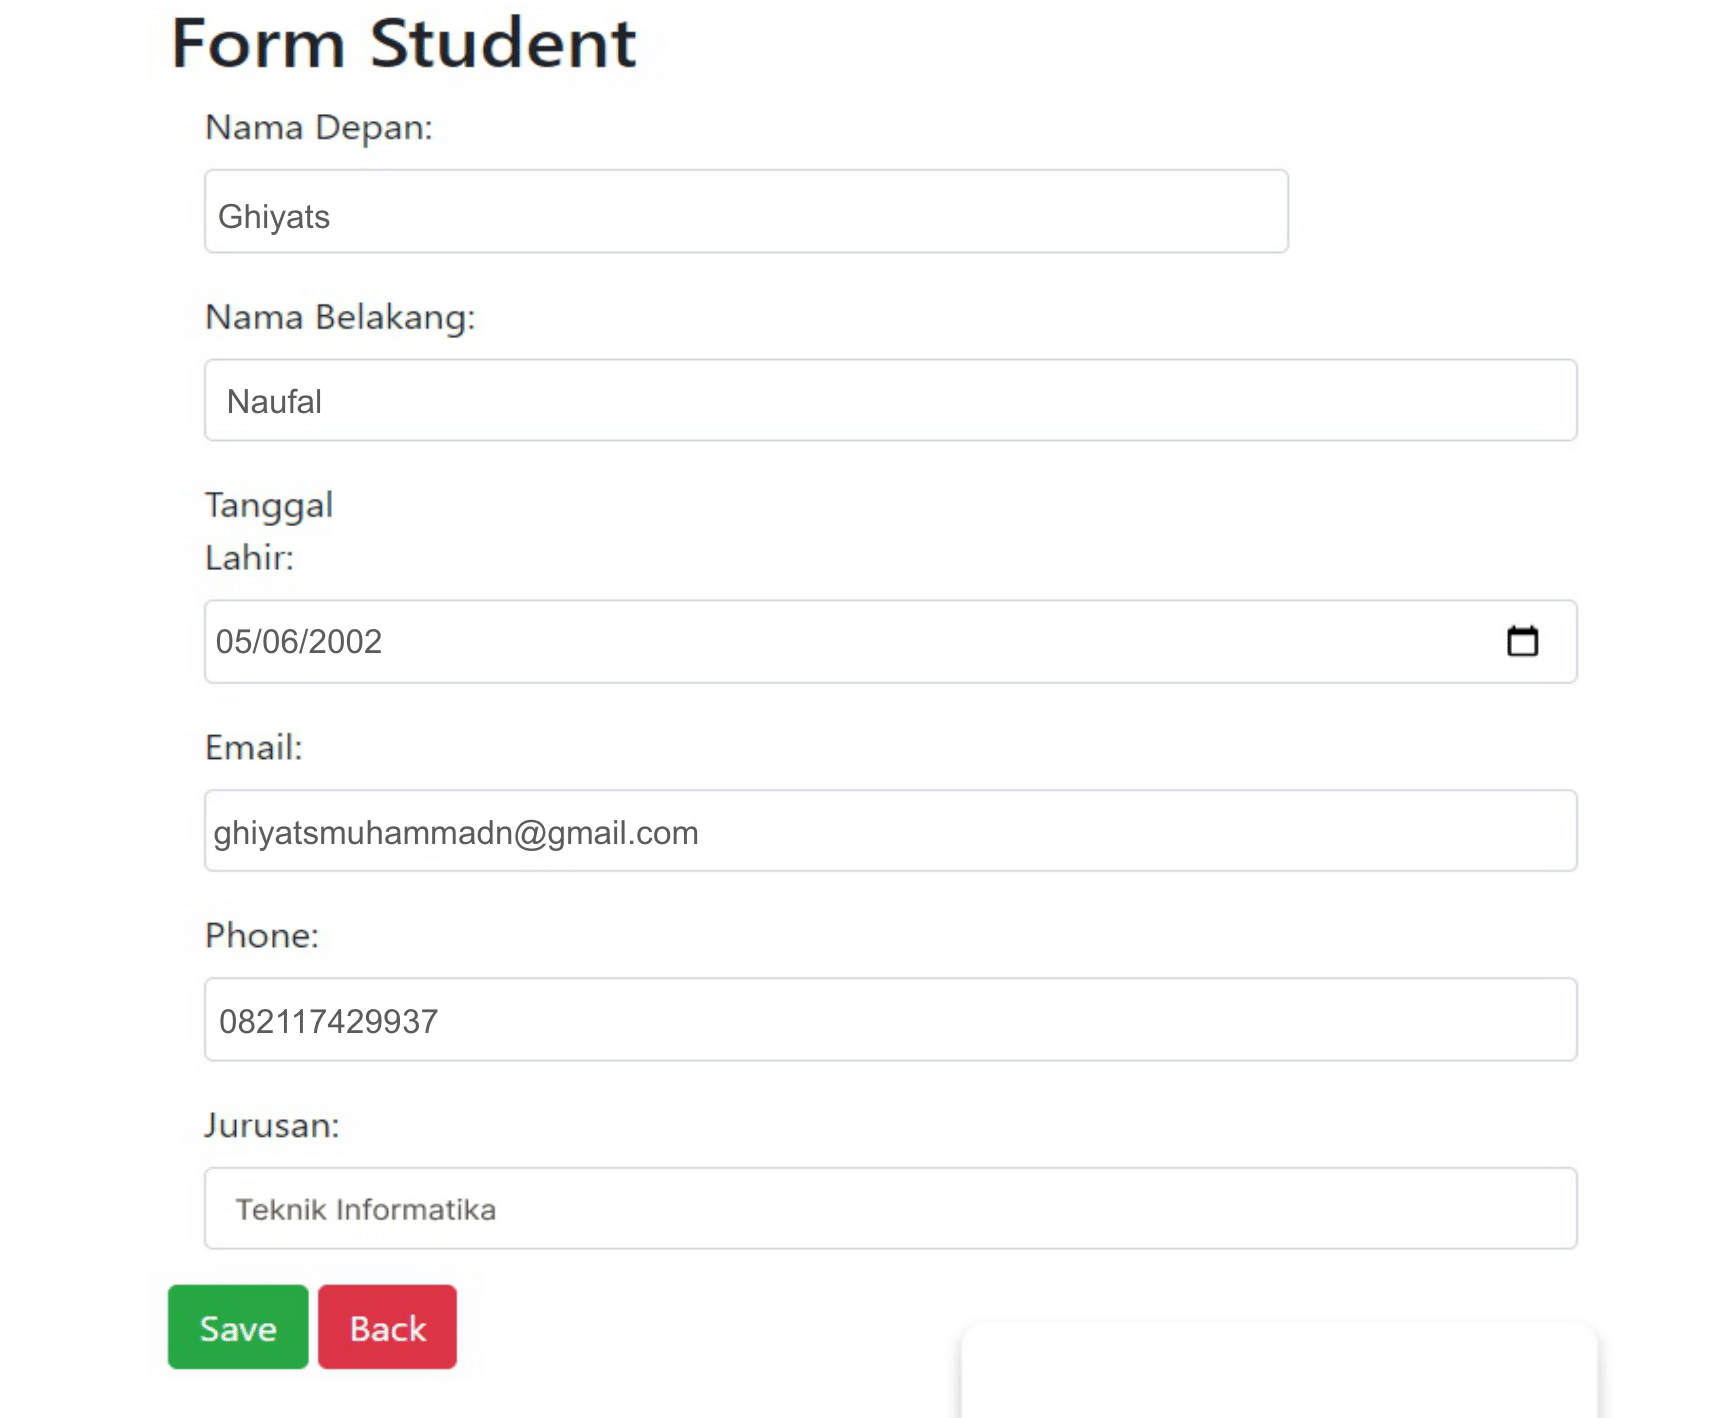 Form Student
Nama Depan:
Ghiyats
Nama Belakang:
Naufal
Tanggal
Lahir:
05/06/2002
Email:
ghiyatsmuhammadn@gmail.com
Phone:
082117429937
Jurusan:
Teknik Informatika
Save Back